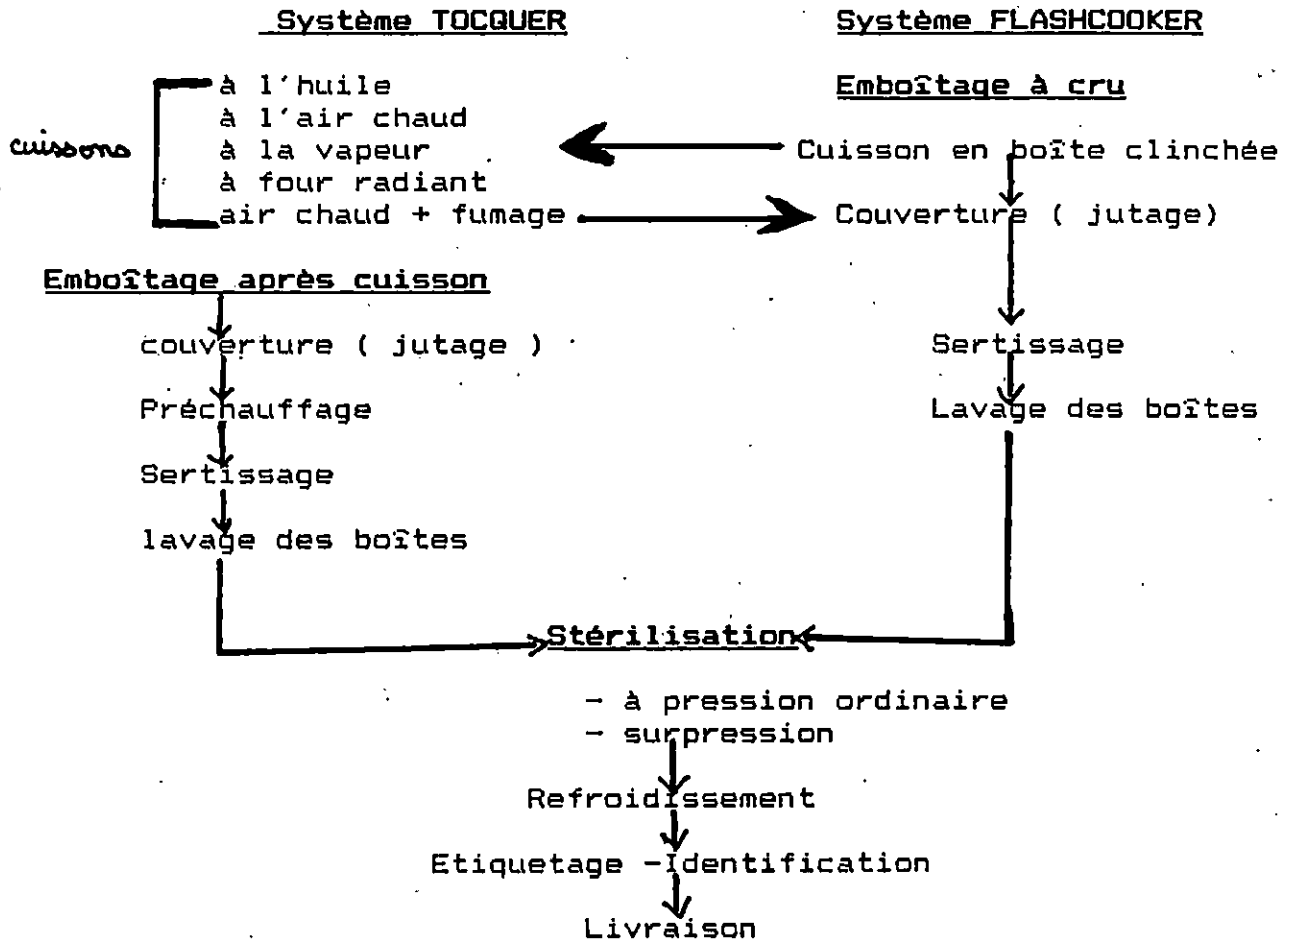 Système TOCQUER
cuissons
à l'huile
à l'air chaud
à la vapeur
à four radiant
air chaud + fumage
Emboîtage après cuisson
couverture ( jutage )
Préchauffage
Sertissage
lavage des boîtes
Système FLASHCOOKER
Emboîtage à cru
Cuisson en boîte clinchée
Couverture ( jutage)
Sertissage
Lavage des boîtes
Stérilisation
- à pression ordinaire
- surpression
Refroidissement
Etiquetage -Identification
Livraison